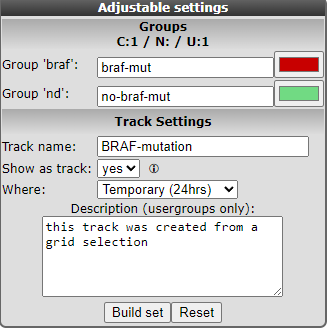 Adjustable settings
Groups
C:1 / N: / U:1
Group 'braf': braf-mut
Group 'nd': no-braf-mut
Track Settings
Track name: BRAF-mutation
Show as track: yes
Where: Temporary (24hrs)
Description (usergroups only):
this track was created from a
grid selection
Build set Reset